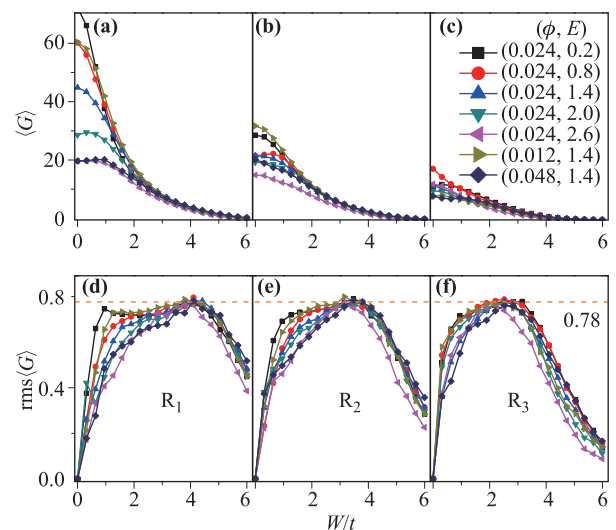 (a)
(b)
(c)
(ϕ, E)
(0.024, 0.2)
(0.024, 0.8)
(0.024, 1.4)
(0.024, 2.0)
(0.024, 2.6)
(0.012, 1.4)
(0.048, 1.4)
60
40
20
0
⟨G⟩
0 2 4 6 2 4 6 2 4 6
(d)
(e)
(f)
0.8
0.4
0.0
rms⟨G⟩
0.78
R₁
R₂
R₃
0 2 4 6 0 2 4 6 0 2 4 6
W/t